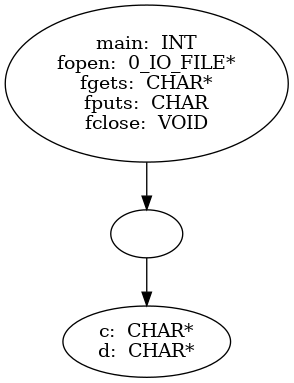 main:  INT
fopen:  0_IO_FILE*
fgets:  CHAR*
fputs:  CHAR
fclose:  VOID
c:  CHAR*
d:  CHAR*